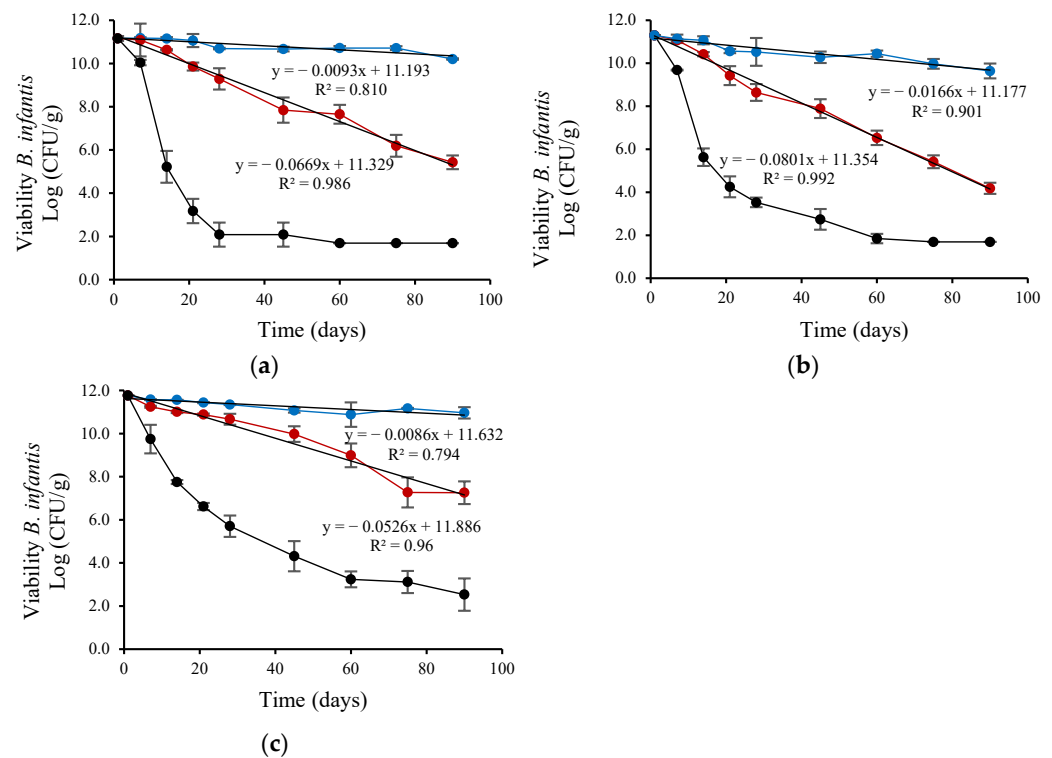 12.0
10.0
8.0
6.0
4.0
2.0
0.0
0
20
40
60
80
100
Viability B. infantis
Log (CFU/g)
Time (days)
y = − 0.0093x + 11.193
R² = 0.810
y = − 0.0669x + 11.329
R² = 0.986
(a)
12.0
10.0
8.0
6.0
4.0
2.0
0.0
0
20
40
60
80
100
Viability B. infantis
Log (CFU/g)
Time (days)
y = − 0.0166x + 11.177
R² = 0.901
y = − 0.0801x + 11.354
R² = 0.992
(b)
12.0
10.0
8.0
6.0
4.0
2.0
0.0
0
20
40
60
80
100
Viability B. infantis
Log (CFU/g)
Time (days)
y = − 0.0086x + 11.632
R² = 0.794
y = − 0.0526x + 11.886
R² = 0.96
(c)